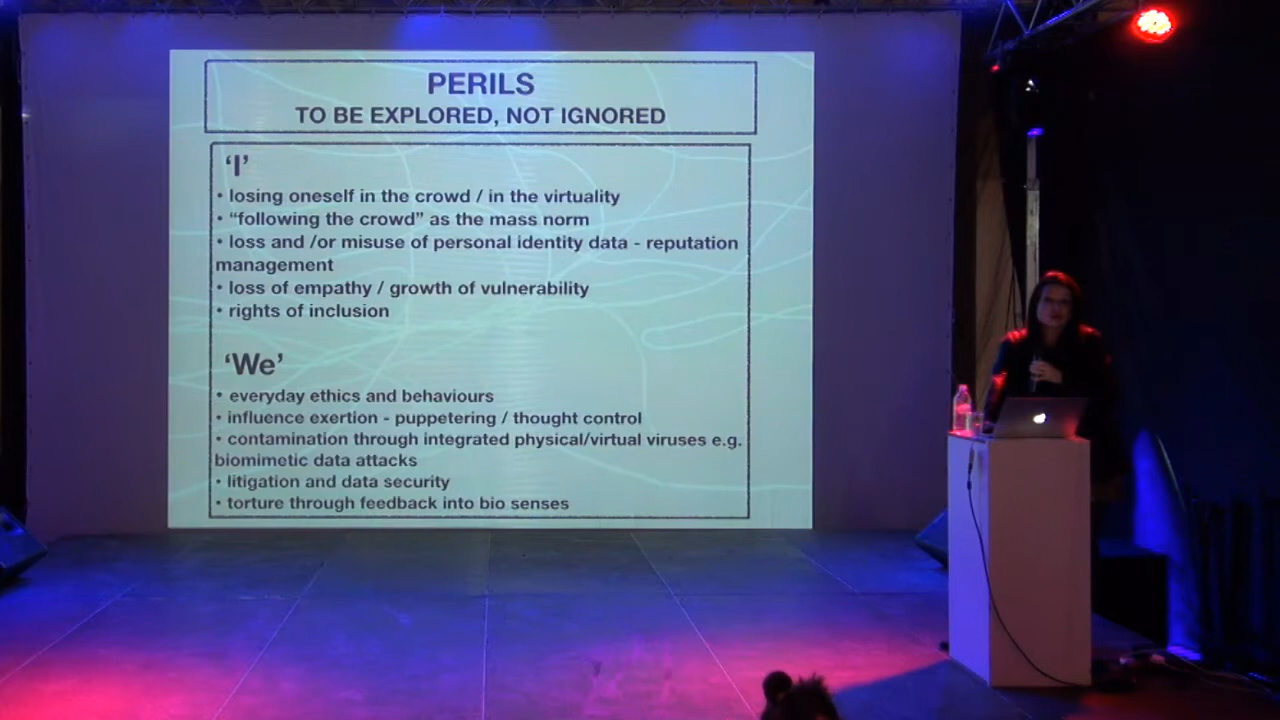 PERILS
TO BE EXPLORED, NOT IGNORED
‘I’
• losing oneself in the crowd / in the virtuality
• “following the crowd” as the mass norm
• loss and /or misuse of personal identity data - reputation
management
• loss of empathy / growth of vulnerability
• rights of inclusion
‘We’
• everyday ethics and behaviours
• influence exertion - puppetering / thought control
• contamination through integrated physical/virtual viruses e.g.
biomimetic data attacks
• litigation and data security
• torture through feedback into bio senses